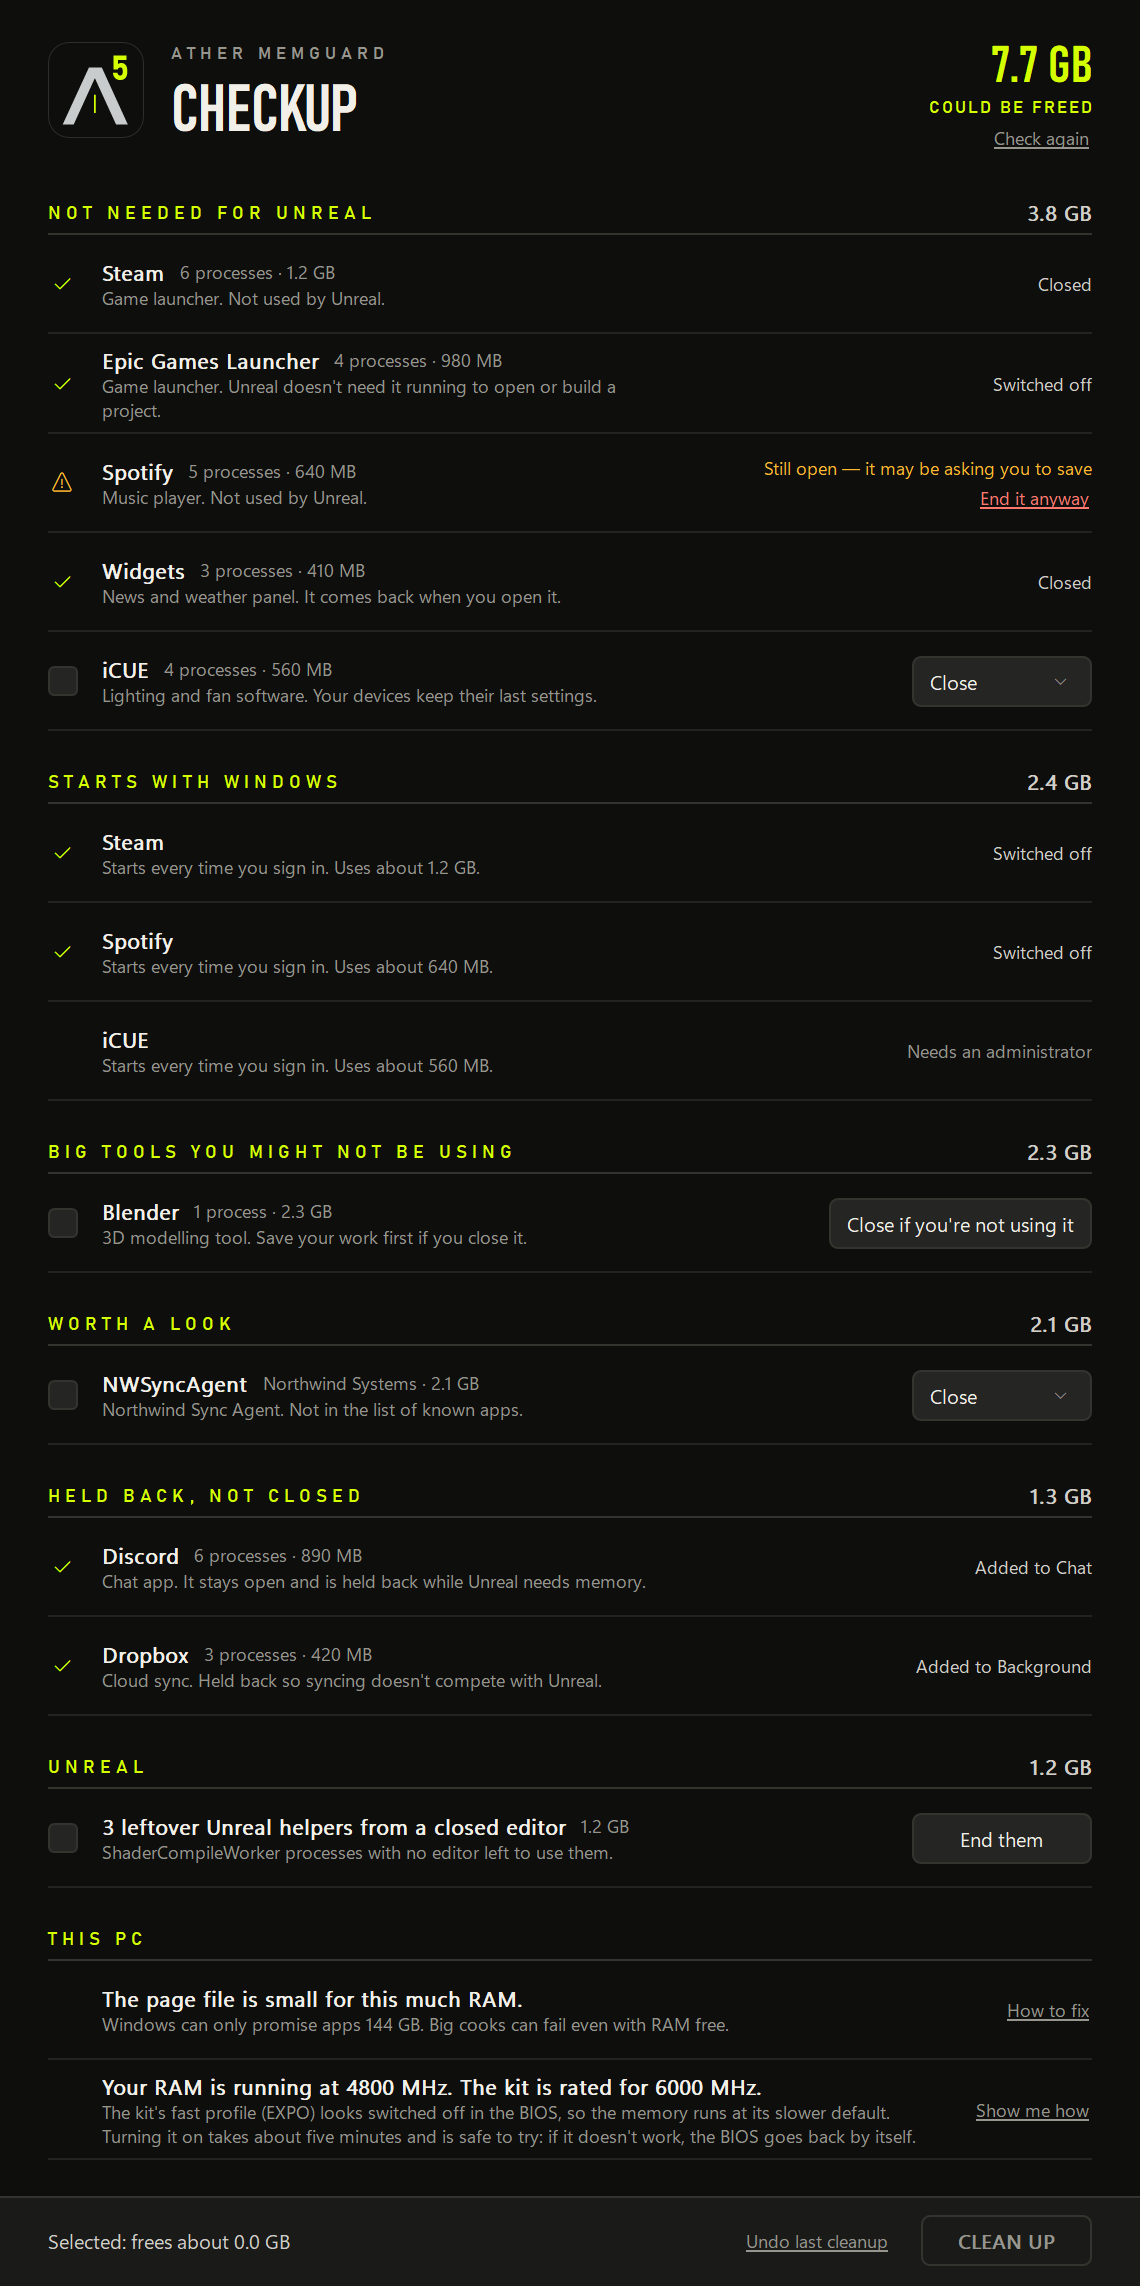 5
ATHER MEMGUARD
CHECKUP
7.7 GB
COULD BE FREED
Check again
NOT NEEDED FOR UNREAL
3.8 GB
Steam 6 processes · 1.2 GB
Game launcher. Not used by Unreal.
Closed
Epic Games Launcher 4 processes · 980 MB
Game launcher. Unreal doesn't need it running to open or build a
project.
Switched off
Spotify 5 processes · 640 MB
Music player. Not used by Unreal.
Still open — it may be asking you to save
End it anyway
Widgets 3 processes · 410 MB
News and weather panel. It comes back when you open it.
Closed
iCUE 4 processes · 560 MB
Lighting and fan software. Your devices keep their last settings.
Close
STARTS WITH WINDOWS
2.4 GB
Steam
Starts every time you sign in. Uses about 1.2 GB.
Switched off
Spotify
Starts every time you sign in. Uses about 640 MB.
Switched off
iCUE
Starts every time you sign in. Uses about 560 MB.
Needs an administrator
BIG TOOLS YOU MIGHT NOT BE USING
2.3 GB
Blender 1 process · 2.3 GB
3D modelling tool. Save your work first if you close it.
Close if you're not using it
WORTH A LOOK
2.1 GB
NWSyncAgent Northwind Systems · 2.1 GB
Northwind Sync Agent. Not in the list of known apps.
Close
HELD BACK, NOT CLOSED
1.3 GB
Discord 6 processes · 890 MB
Chat app. It stays open and is held back while Unreal needs memory.
Added to Chat
Dropbox 3 processes · 420 MB
Cloud sync. Held back so syncing doesn't compete with Unreal.
Added to Background
UNREAL
1.2 GB
3 leftover Unreal helpers from a closed editor 1.2 GB
ShaderCompileWorker processes with no editor left to use them.
End them
THIS PC
The page file is small for this much RAM.
Windows can only promise apps 144 GB. Big cooks can fail even with RAM free.
How to fix
Your RAM is running at 4800 MHz. The kit is rated for 6000 MHz.
The kit's fast profile (EXPO) looks switched off in the BIOS, so the memory runs at its slower default.
Turning it on takes about five minutes and is safe to try: if it doesn't work, the BIOS goes back by itself.
Show me how
Selected: frees about 0.0 GB
Undo last cleanup
CLEAN UP